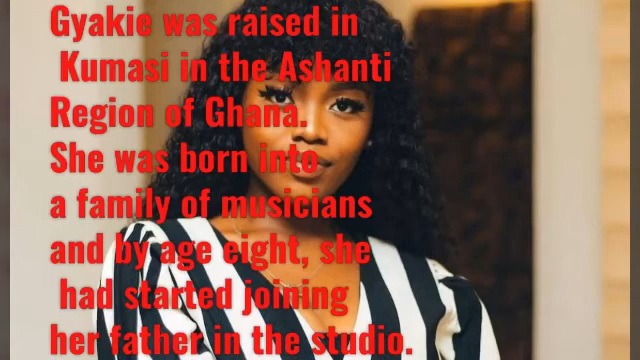 Gyakie was raised in
Kumasi in the Ashanti
Region of Ghana.
She was born into
a family of musicians
and by age eight, she
had started joining
her father in the studio.